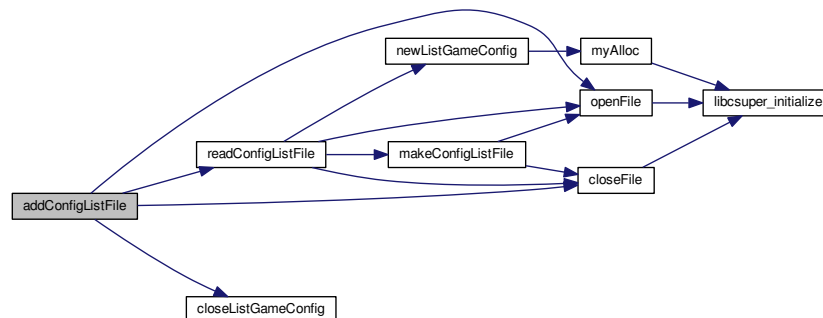 newListGameConfig
myAlloc
openFile
libcsuper_initialize
readConfigListFile
makeConfigListFile
closeFile
addConfigListFile
closeListGameConfig